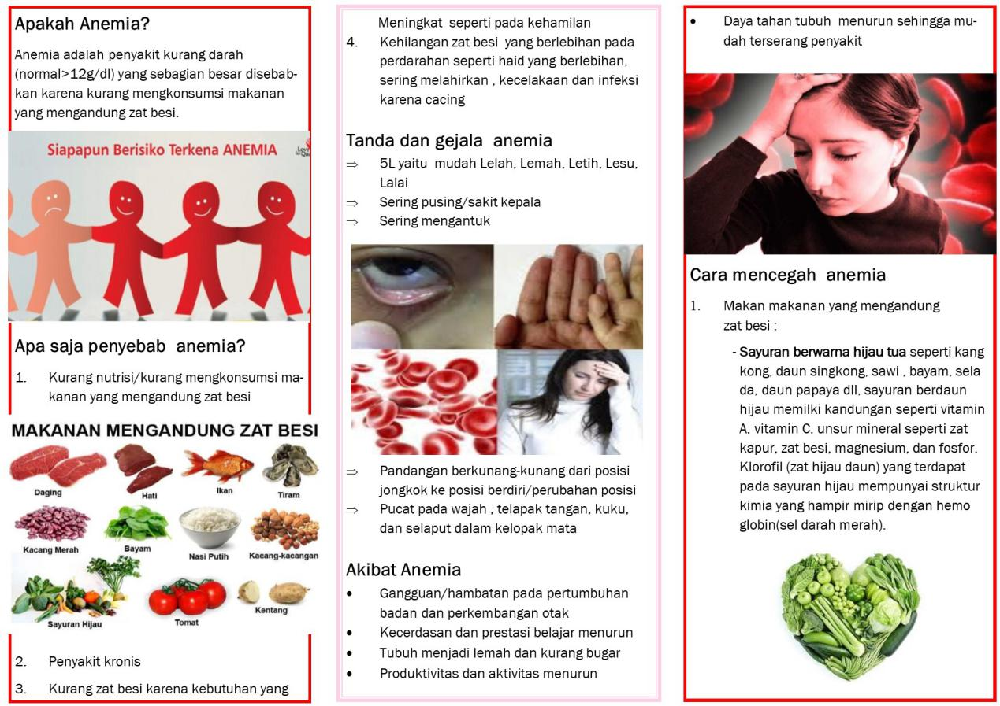 Apakah Anemia?
Anemia adalah penyakit kurang darah
(normal>12g/dl) yang sebagian besar disebab-
kan karena kurang mengkonsumsi makanan
yang mengandung zat besi.
Siapapun Berisiko Terkena ANEMIA
Apa saja penyebab anemia?
1. Kurang nutrisi/kurang mengkonsumsi ma-
kanan yang mengandung zat besi
MAKANAN MENGANDUNG ZAT BESI
Daging
Hati
Ikan
Tiram
Kacang Merah
Bayam
Nasi Putih
Kacang-kacangan
Sayuran Hijau
Tomat
Kentang
2. Penyakit kronis
3. Kurang zat besi karena kebutuhan yang
Meningkat seperti pada kehamilan
4. Kehilangan zat besi yang berlebihan pada
perdarahan seperti haid yang berlebihan,
sering melahirkan , kecelakaan dan infeksi
karena cacing
Tanda dan gejala anemia
⇒ 5L yaitu mudah Lelah, Lemah, Letih, Lesu,
Lalai
⇒ Sering pusing/sakit kepala
⇒ Sering mengantuk
⇒ Pandangan berkunang-kunang dari posisi
jongkok ke posisi berdiri/perubahan posisi
⇒ Pucat pada wajah , telapak tangan, kuku,
dan selaput dalam kelopak mata
Akibat Anemia
• Gangguan/hambatan pada pertumbuhan
badan dan perkembangan otak
• Kecerdasan dan prestasi belajar menurun
• Tubuh menjadi lemah dan kurang bugar
• Produktivitas dan aktivitas menurun
• Daya tahan tubuh menurun sehingga mu-
dah terserang penyakit
Cara mencegah anemia
1. Makan makanan yang mengandung
zat besi :
- Sayuran berwarna hijau tua seperti kang
kong, daun singkong, sawi , bayam, sela
da, daun papaya dll, sayuran berdaun
hijau memilki kandungan seperti vitamin
A, vitamin C, unsur mineral seperti zat
kapur, zat besi, magnesium, dan fosfor.
Klorofil (zat hijau daun) yang terdapat
pada sayuran hijau mempunyai struktur
kimia yang hampir mirip dengan hemo
globin(sel darah merah).